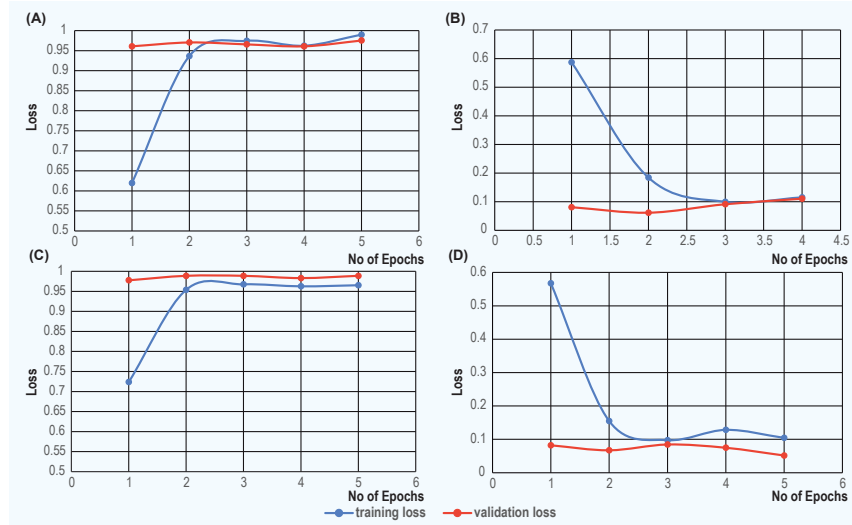 (A)
1
0.95
0.9
0.85
0.8
0.75
0.7
0.65
0.6
0.55
0.5
Loss
0 1 2 3 4 5 6
No of Epochs
(B)
0.7
0.6
0.5
0.4
0.3
0.2
0.1
0
Loss
0 0.5 1 1.5 2 2.5 3 3.5 4 4.5
No of Epochs
(C)
1
0.95
0.9
0.85
0.8
0.75
0.7
0.65
0.6
0.55
0.5
Loss
0 1 2 3 4 5 6
No of Epochs
(D)
0.6
0.5
0.4
0.3
0.2
0.1
0
Loss
0 1 2 3 4 5 6
No of Epochs
training loss validation loss